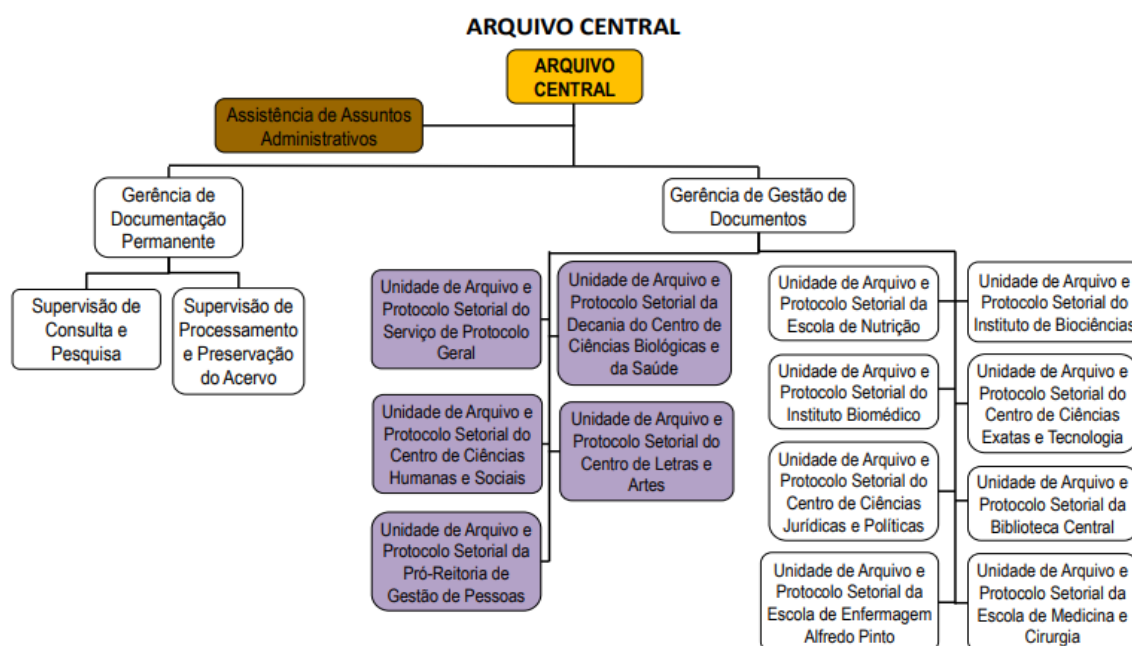 ARQUIVO CENTRAL
ARQUIVO
CENTRAL
Assistência de Assuntos
Administrativos
Gerência de
Documentação
Permanente
Gerência de Gestão de
Documentos
Supervisão de
Consulta e
Pesquisa
Supervisão de
Processamento
e Preservação
do Acervo
Unidade de Arquivo e
Protocolo Setorial do
Serviço de Protocolo
Geral
Unidade de Arquivo e
Protocolo Setorial da
Decania do Centro de
Ciências Biológicas e
da Saúde
Unidade de Arquivo e
Protocolo Setorial do
Centro de Ciências
Humanas e Sociais
Unidade de Arquivo e
Protocolo Setorial do
Centro de Letras e
Artes
Unidade de Arquivo e
Protocolo Setorial da
Pró-Reitoria de
Gestão de Pessoas
Unidade de Arquivo e
Protocolo Setorial da
Escola de Nutrição
Unidade de Arquivo e
Protocolo Setorial do
Instituto de Biociências
Unidade de Arquivo e
Protocolo Setorial do
Instituto Biomédico
Unidade de Arquivo e
Protocolo Setorial do
Centro de Ciências
Exatas e Tecnologia
Unidade de Arquivo e
Protocolo Setorial do
Centro de Ciências
Jurídicas e Políticas
Unidade de Arquivo e
Protocolo Setorial da
Biblioteca Central
Unidade de Arquivo e
Protocolo Setorial da
Escola de Enfermagem
Alfredo Pinto
Unidade de Arquivo e
Protocolo Setorial da
Escola de Medicina e
Cirurgia